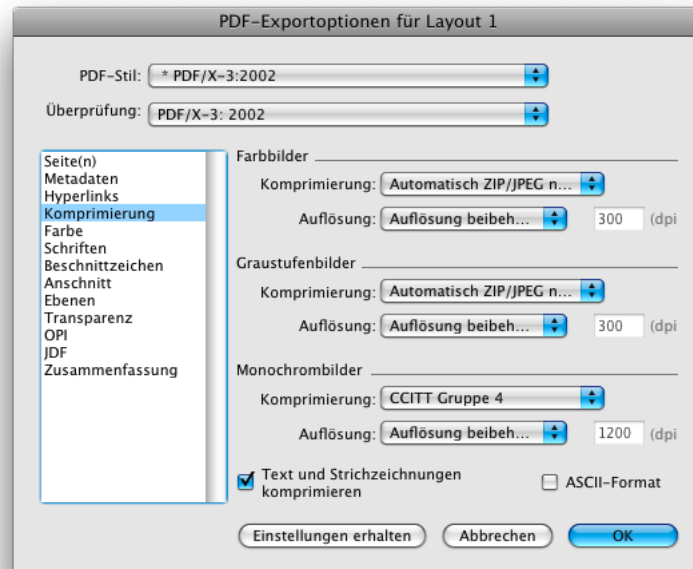 PDF-Exportoptionen für Layout 1
PDF-Stil: * PDF/X-3:2002
Überprüfung: PDF/X-3: 2002
Seite(n)
Metadaten
Hyperlinks
Komprimierung
Farbe
Schriften
Beschnittzeichen
Anschnitt
Ebenen
Transparenz
OPI
JDF
Zusammenfassung
Farbbilder
Komprimierung: Automatisch ZIP/JPEG n...
Auflösung: Auflösung beibeh... 300 (dpi
Graustufenbilder
Komprimierung: Automatisch ZIP/JPEG n...
Auflösung: Auflösung beibeh... 300 (dpi
Monochrombilder
Komprimierung: CCITT Gruppe 4
Auflösung: Auflösung beibeh... 1200 (dpi
Text und Strichzeichnungen
komprimieren
ASCII-Format
Einstellungen erhalten Abbrechen OK